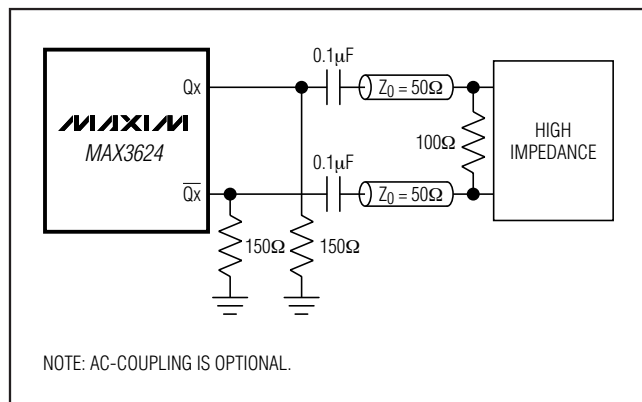 0.1µF
Qx
Z0 = 50Ω
MAXIM
MAX3624
100Ω
HIGH
IMPEDANCE
0.1µF
Q̅x̅
Z0 = 50Ω
150Ω
150Ω
NOTE: AC-COUPLING IS OPTIONAL.